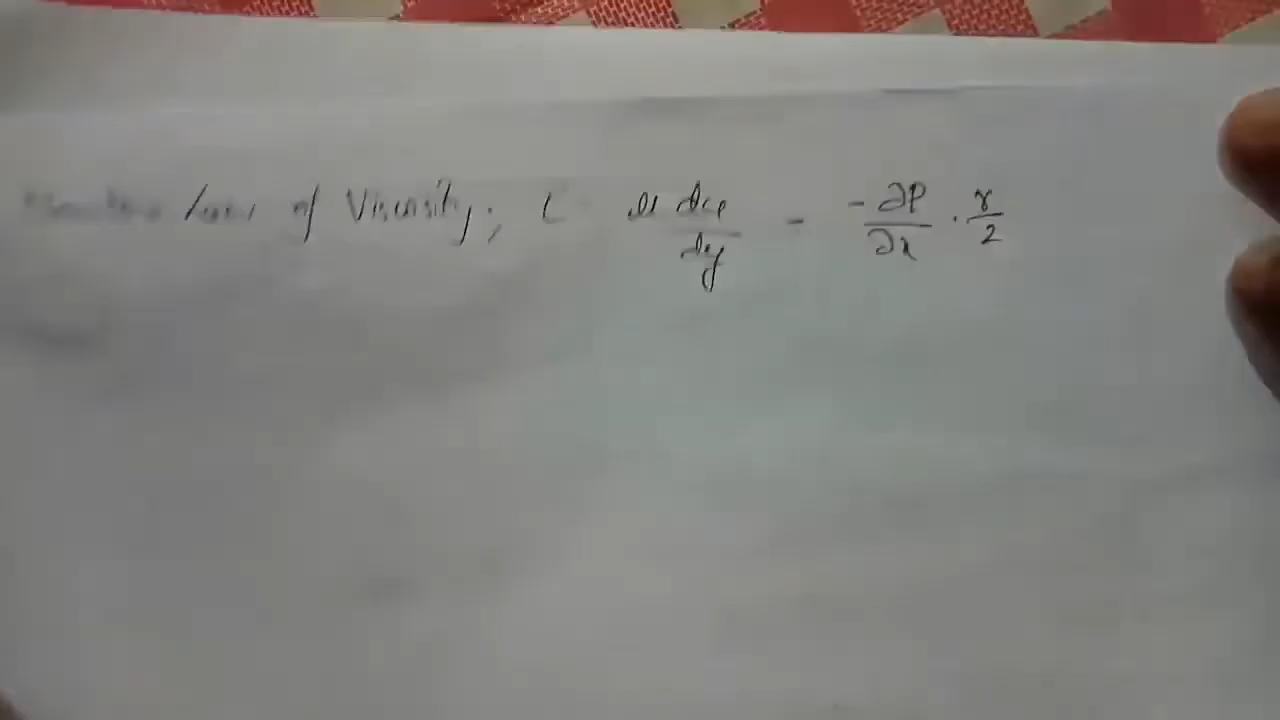 law of Viscosity; τ = μ du/dy = -∂P/∂x · r/2